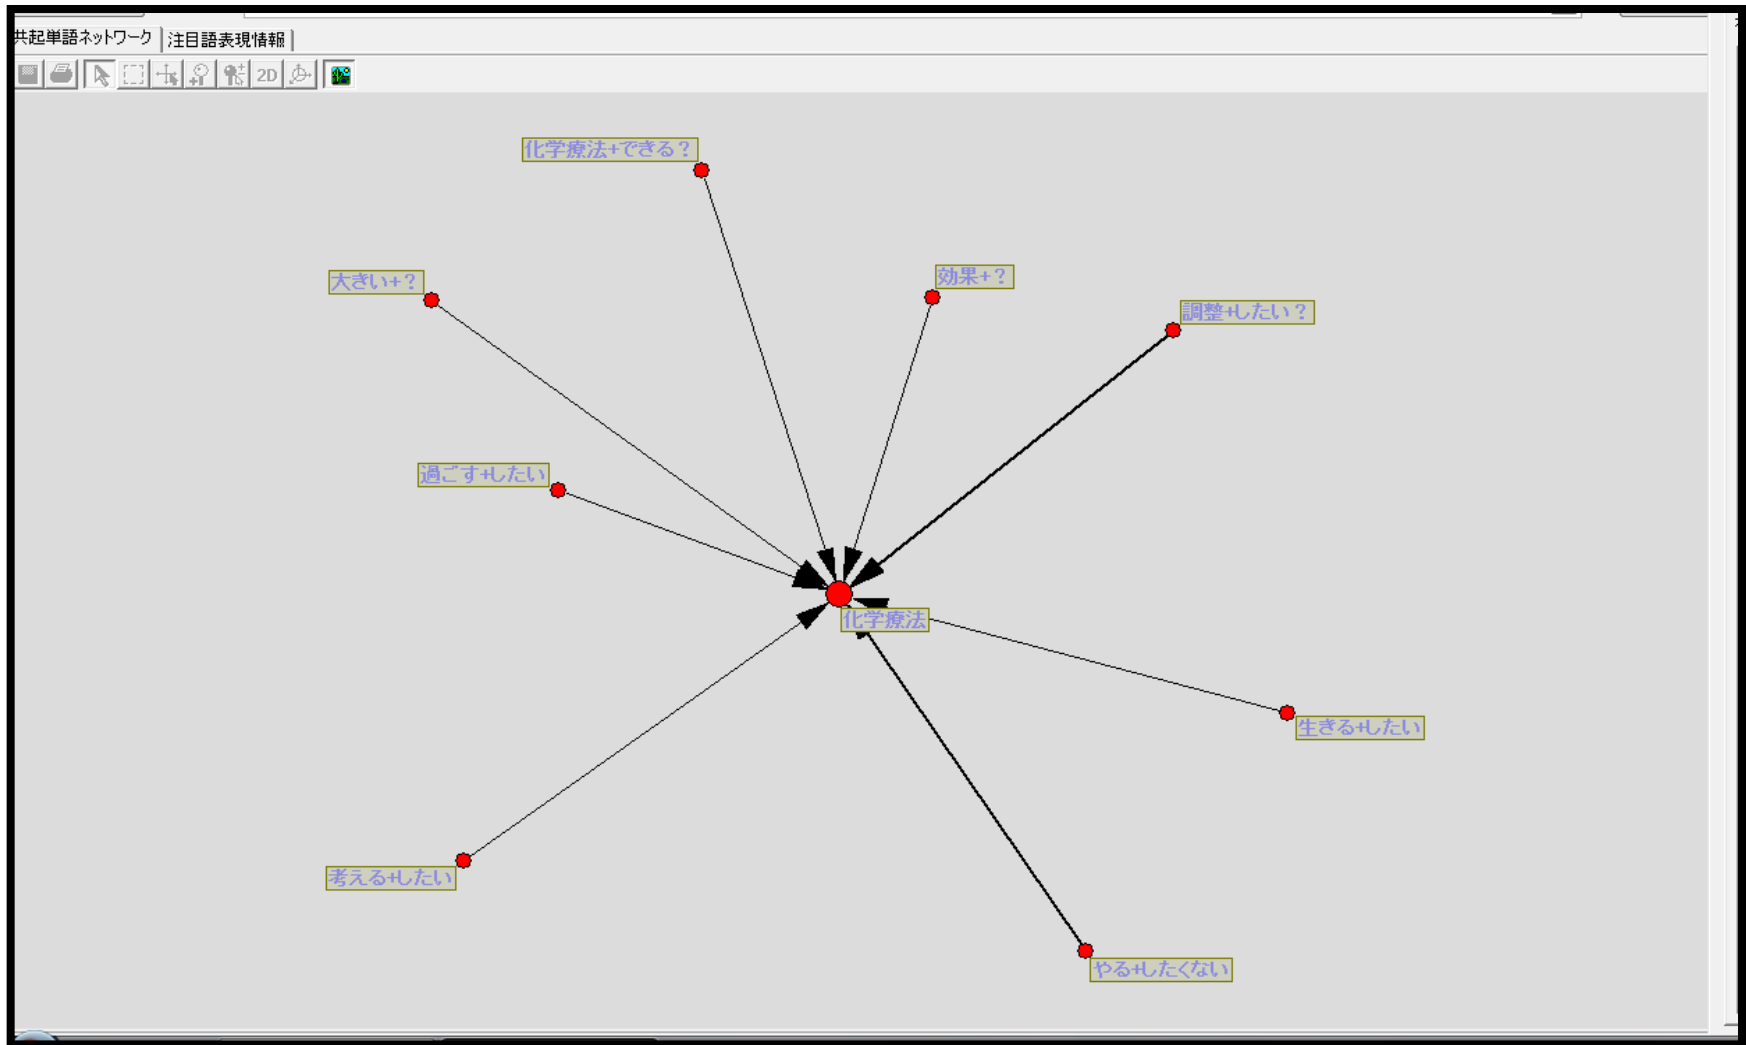 共起単語ネットワーク
注目語表現情報
2D
化学療法+できる？
大きい+？
効果+？
調整+したい？
過ごす+したい
化学療法
生きる+したい
考える+したい
やる+したくない